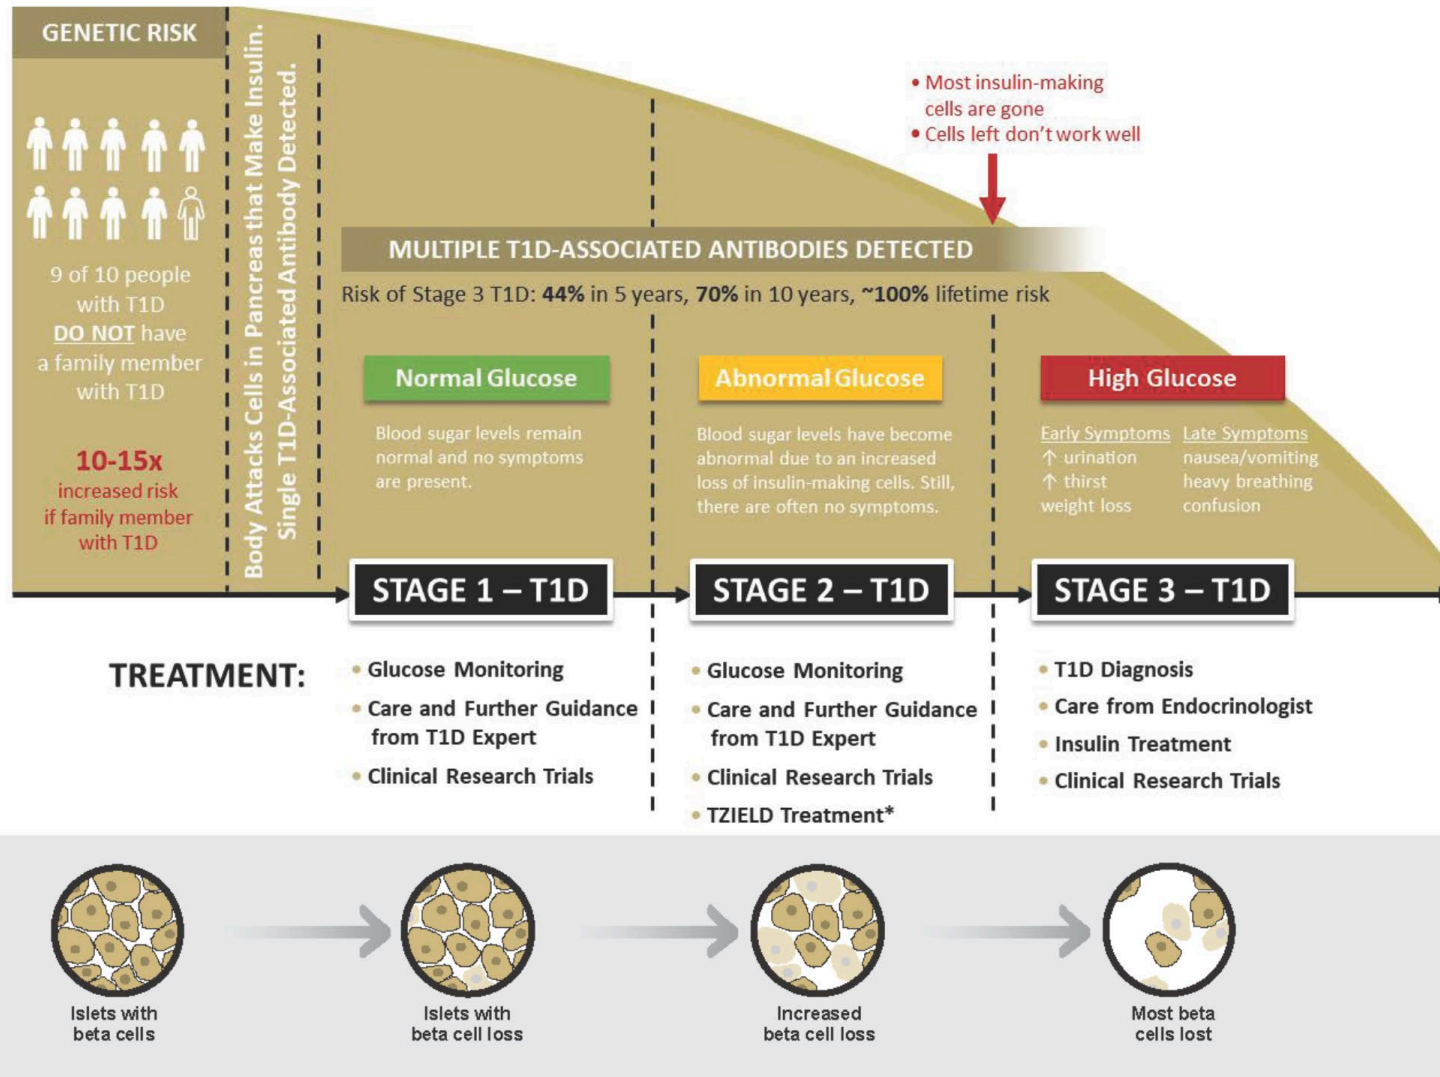 GENETIC RISK
9 of 10 people
with T1D
DO NOT have
a family member
with T1D
10-15x
increased risk
if family member
with T1D
Body Attacks Cells in Pancreas that Make Insulin.
Single T1D-Associated Antibody Detected.
• Most insulin-making
cells are gone
• Cells left don't work well
MULTIPLE T1D-ASSOCIATED ANTIBODIES DETECTED
Risk of Stage 3 T1D: 44% in 5 years, 70% in 10 years, ~100% lifetime risk
Normal Glucose
Blood sugar levels remain
normal and no symptoms
are present.
Abnormal Glucose
Blood sugar levels have become
abnormal due to an increased
loss of insulin-making cells. Still,
there are often no symptoms.
High Glucose
Early Symptoms
↑ urination
↑ thirst
weight loss
Late Symptoms
nausea/vomiting
heavy breathing
confusion
STAGE 1 – T1D
STAGE 2 – T1D
STAGE 3 – T1D
TREATMENT:
• Glucose Monitoring
• Care and Further Guidance
from T1D Expert
• Clinical Research Trials
• Glucose Monitoring
• Care and Further Guidance
from T1D Expert
• Clinical Research Trials
• TZIELD Treatment*
• T1D Diagnosis
• Care from Endocrinologist
• Insulin Treatment
• Clinical Research Trials
Islets with
beta cells
Islets with
beta cell loss
Increased
beta cell loss
Most beta
cells lost